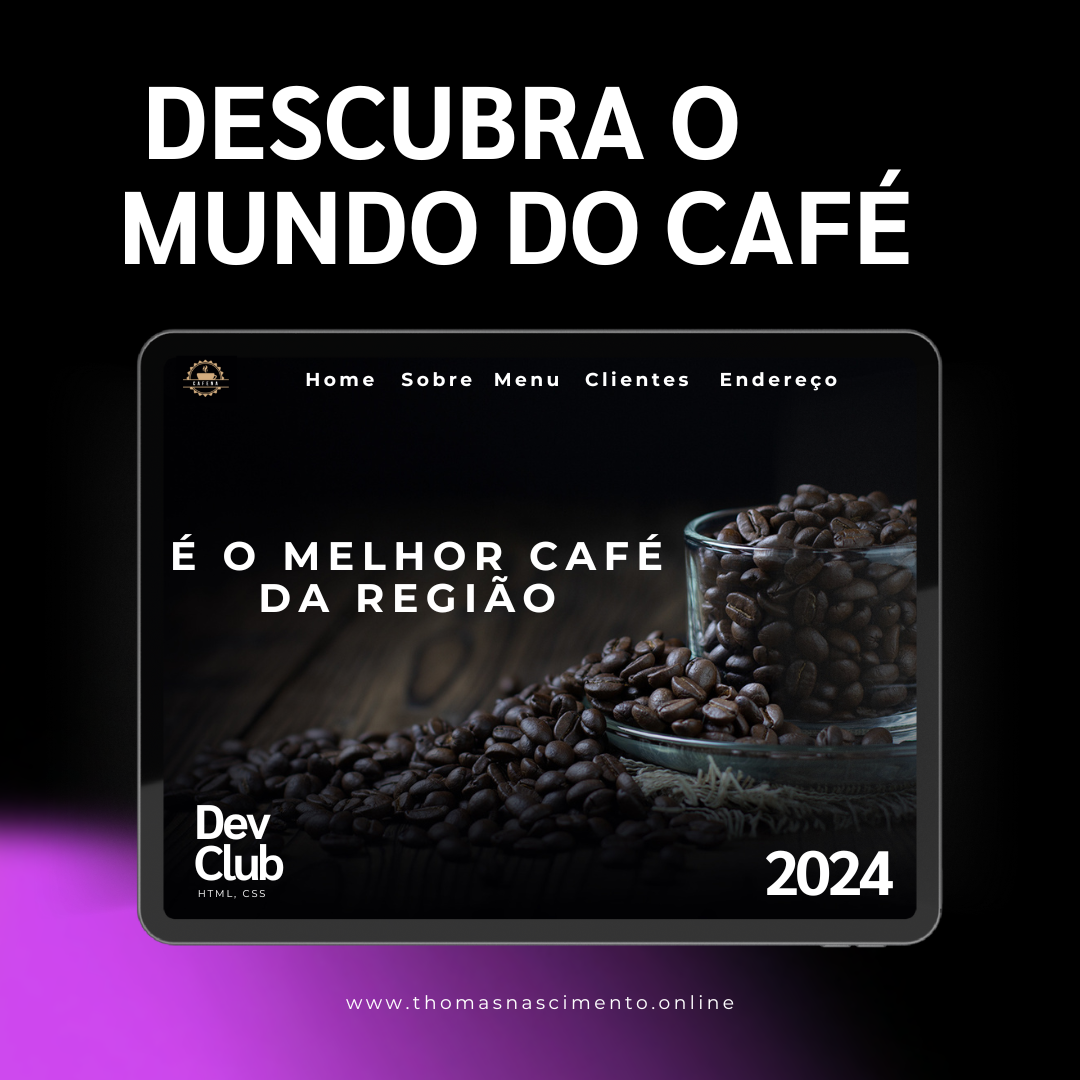 DESCUBRA O
MUNDO DO CAFÉ
CAFENA
Home Sobre Menu Clientes Endereço
É O MELHOR CAFÉ
DA REGIÃO
Dev
Club
HTML, CSS
2024
www.thomasnascimento.online